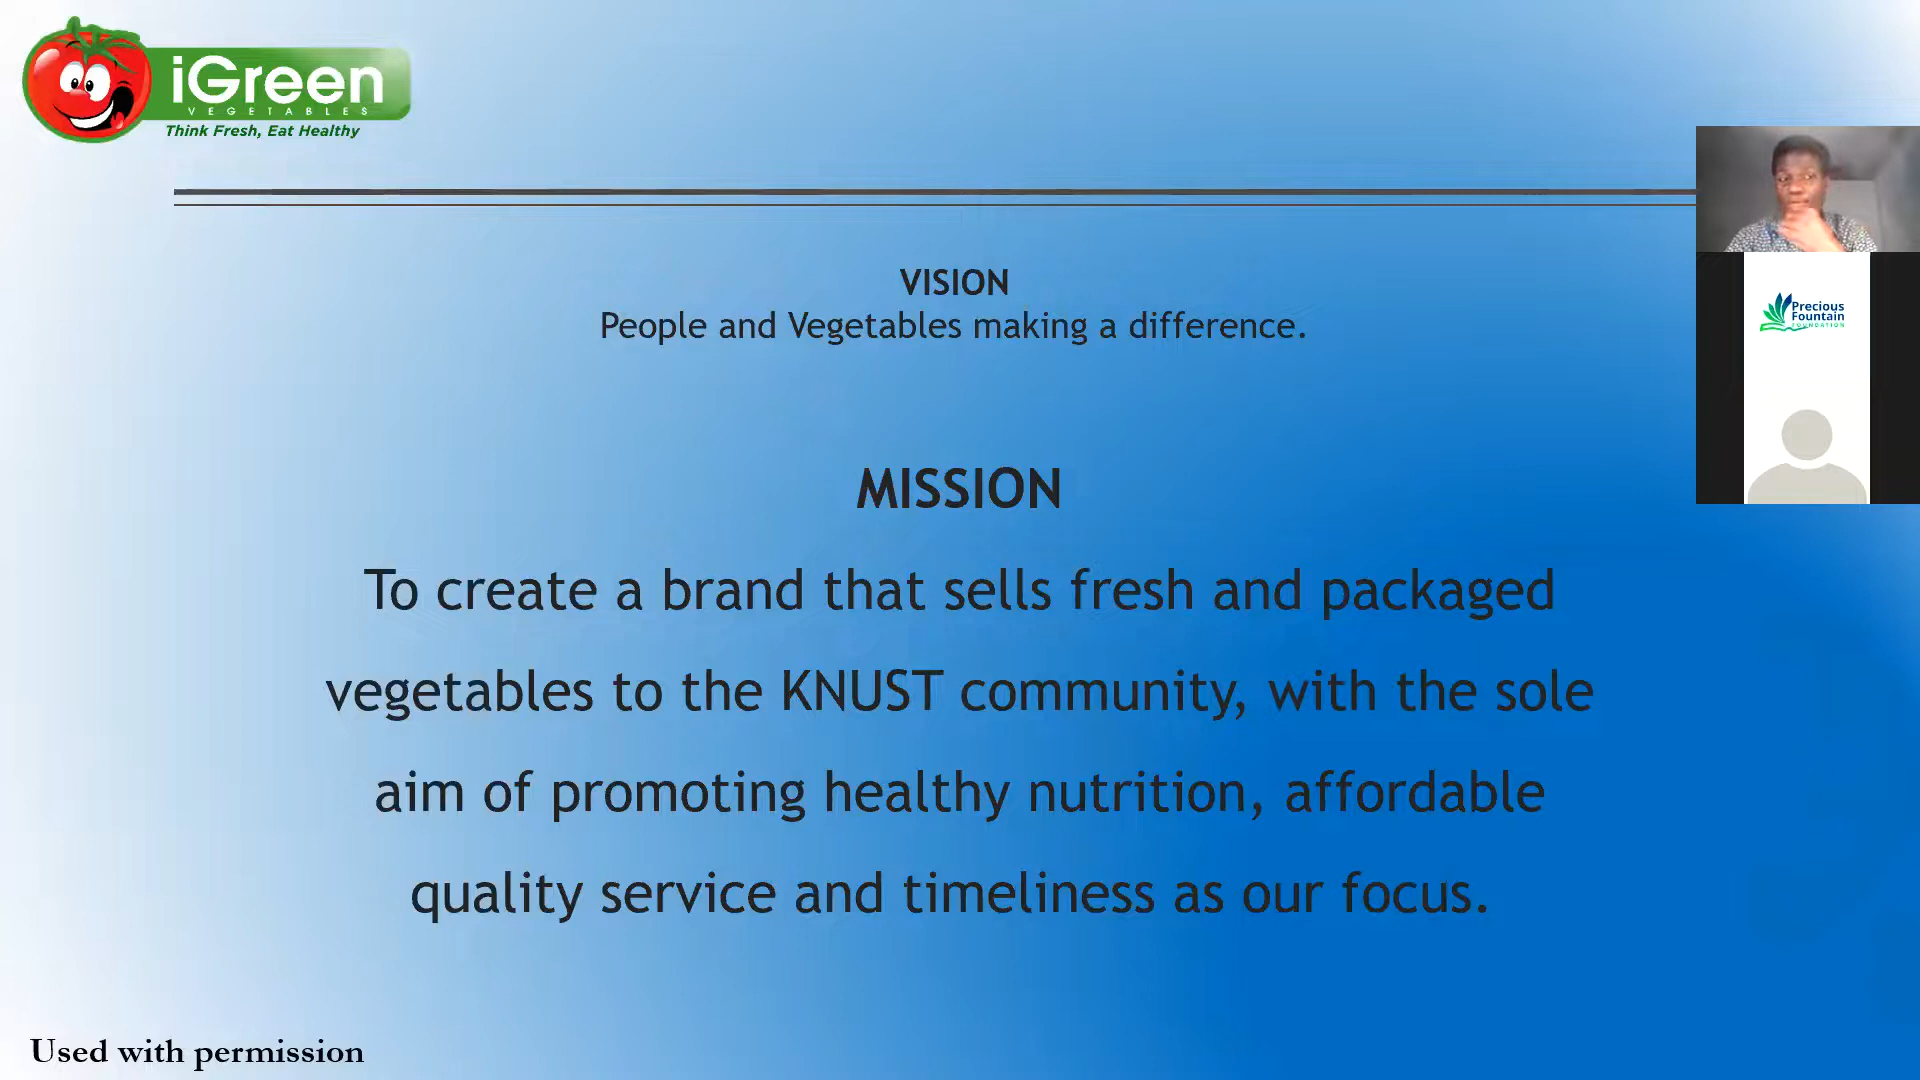 iGreen
VEGETABLES
Think Fresh, Eat Healthy
VISION
People and Vegetables making a difference.
Precious
Fountain
FOUNDATION
MISSION
To create a brand that sells fresh and packaged
vegetables to the KNUST community, with the sole
aim of promoting healthy nutrition, affordable
quality service and timeliness as our focus.
Used with permission